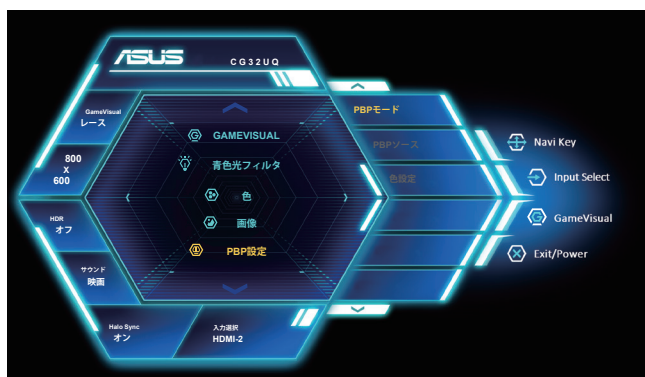 ASUS
CG32UQ
GameVisual
レース
800
X
600
HDR
オフ
サウンド
映画
Halo Sync
オン
入力選択
HDMI-2
GAMEVISUAL
青色光フィルタ
色
画像
PBP設定
PBPモード
PBPソース
色設定
Navi Key
Input Select
GameVisual
Exit/Power